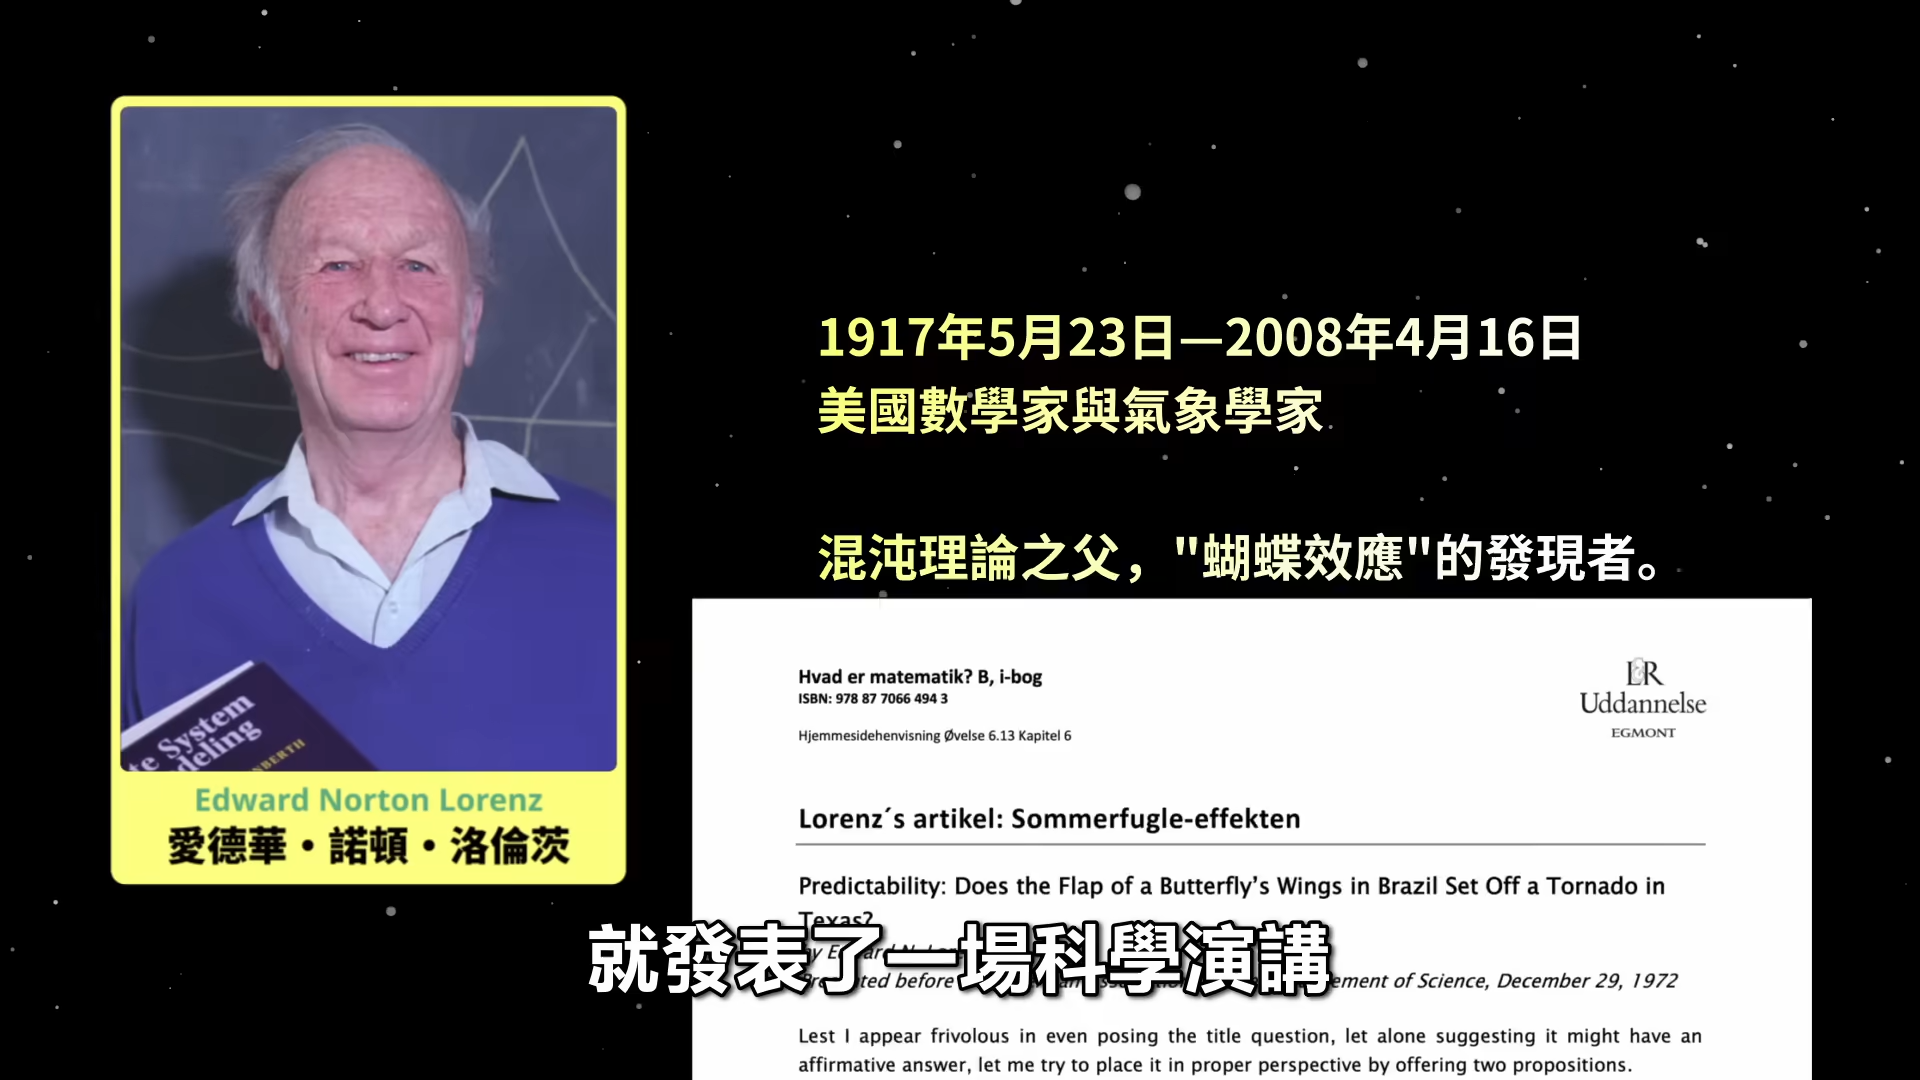 1917年5月23日—2008年4月16日
美國數學家與氣象學家
混沌理論之父，"蝴蝶效應"的發現者。
te System
deling
NBERTH
Edward Norton Lorenz
愛德華・諾頓・洛倫茨
Hvad er matematik? B, i-bog
ISBN: 978 87 7066 494 3
Hjemmesidehenvisning Øvelse 6.13 Kapitel 6
L&R
Uddannelse
EGMONT
Lorenz´s artikel: Sommerfugle-effekten
Predictability: Does the Flap of a Butterfly’s Wings in Brazil Set Off a Tornado in
Texas?
before ement of Science, December 29, 1972
就發表了一場科學演講
Lest I appear frivolous in even posing the title question, let alone suggesting it might have an
affirmative answer, let me try to place it in proper perspective by offering two propositions.